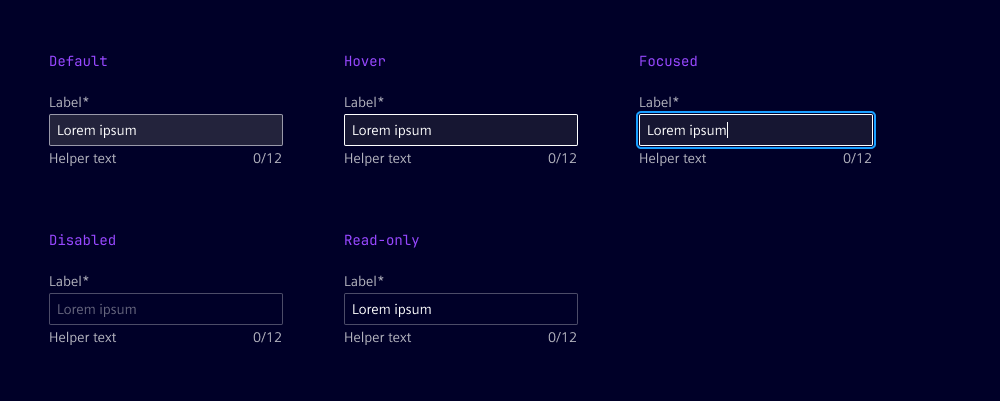 Default
Hover
Focused
Label*
Label*
Label*
Lorem ipsum
Lorem ipsum
Lorem ipsum
Helper text 0/12
Helper text 0/12
Helper text 0/12
Disabled
Read-only
Label*
Label*
Lorem ipsum
Lorem ipsum
Helper text 0/12
Helper text 0/12